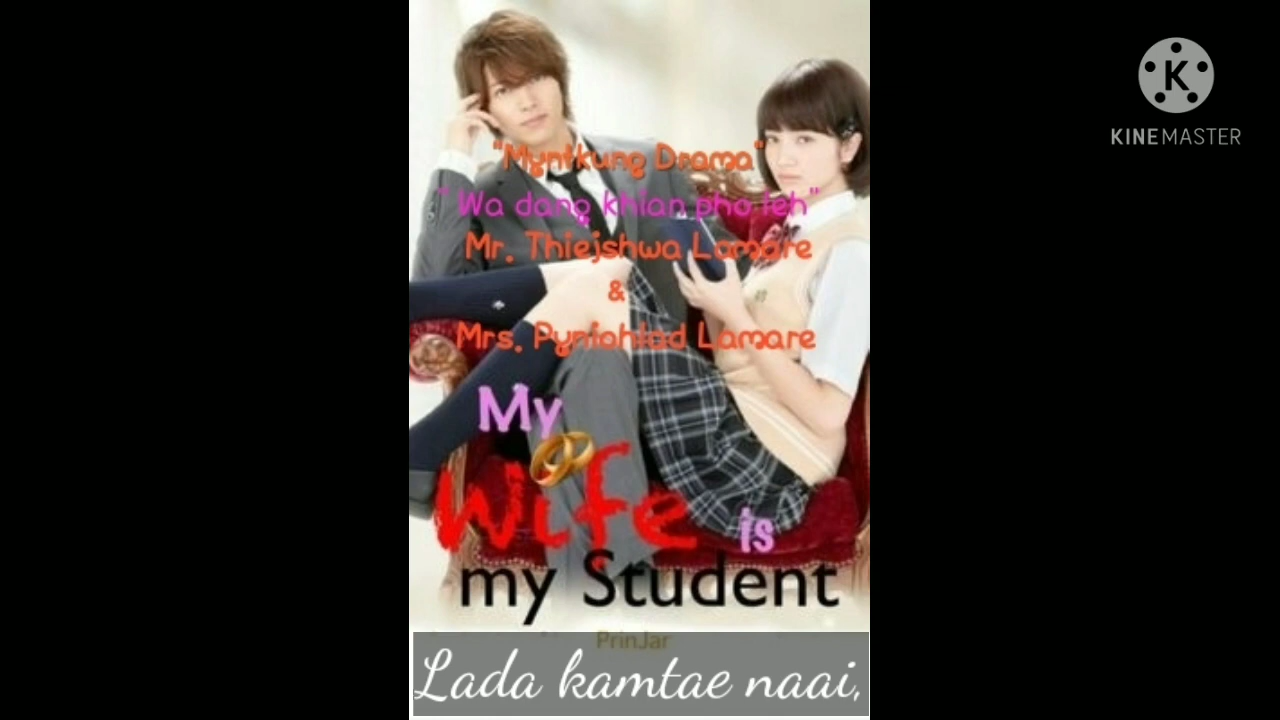 "Myntkung Drama"
" Wa dang khian pho leh"
Mr. Thiejshwa Lamare
&
Mrs. Pyniohlad Lamare
My
Wife is
my Student
PrinJar
Lada kamtae naai,
KINEMASTER